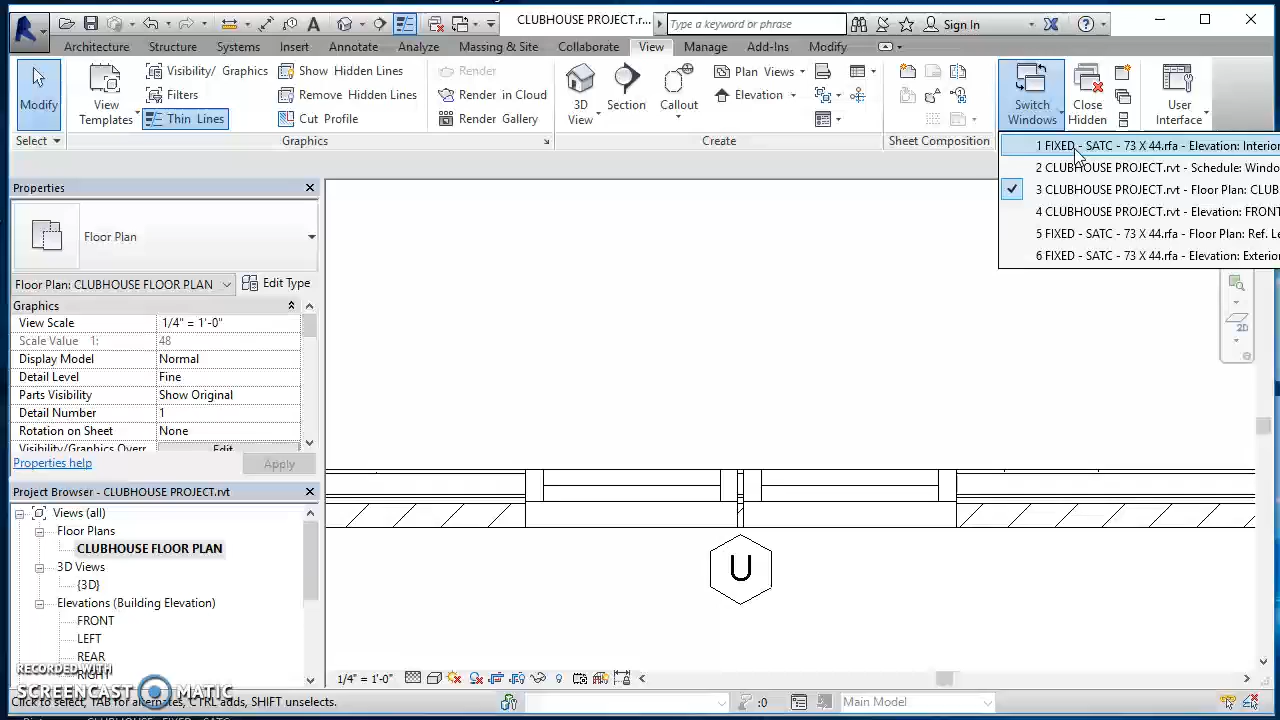 CLUBHOUSE PROJECT.r...
Type a keyword or phrase
Sign In
Architecture
Structure
Systems
Insert
Annotate
Analyze
Massing & Site
Collaborate
View
Manage
Add-Ins
Modify
Modify
Select
View
Templates
Visibility/ Graphics
Filters
Thin Lines
Show Hidden Lines
Remove Hidden Lines
Cut Profile
Graphics
Render
Render in Cloud
Render Gallery
3D
View
Section
Callout
Plan Views
Elevation
Create
Sheet Composition
Switch
Windows
Close
Hidden
User
Interface
1 FIXED - SATC - 73 X 44.rfa - Elevation: Interior
2 CLUBHOUSE PROJECT.rvt - Schedule: Windo
3 CLUBHOUSE PROJECT.rvt - Floor Plan: CLUB
4 CLUBHOUSE PROJECT.rvt - Elevation: FRONT
5 FIXED - SATC - 73 X 44.rfa - Floor Plan: Ref. Le
6 FIXED - SATC - 73 X 44.rfa - Elevation: Exterior
Properties
Floor Plan
Floor Plan: CLUBHOUSE FLOOR PLAN
Edit Type
Graphics
View Scale 1/4" = 1'-0"
Scale Value 1: 48
Display Model Normal
Detail Level Fine
Parts Visibility Show Original
Detail Number 1
Rotation on Sheet None
Visibility/Graphics Overr Edit
Properties help
Apply
Project Browser - CLUBHOUSE PROJECT.rvt
Views (all)
Floor Plans
CLUBHOUSE FLOOR PLAN
3D Views
{3D}
Elevations (Building Elevation)
FRONT
LEFT
REAR
RIGHT
U
2D
RECORDED WITH
SCREENCAST MATIC
1/4" = 1'-0"
Click to select, TAB for alternates, CTRL adds, SHIFT unselects.
:0
Main Model